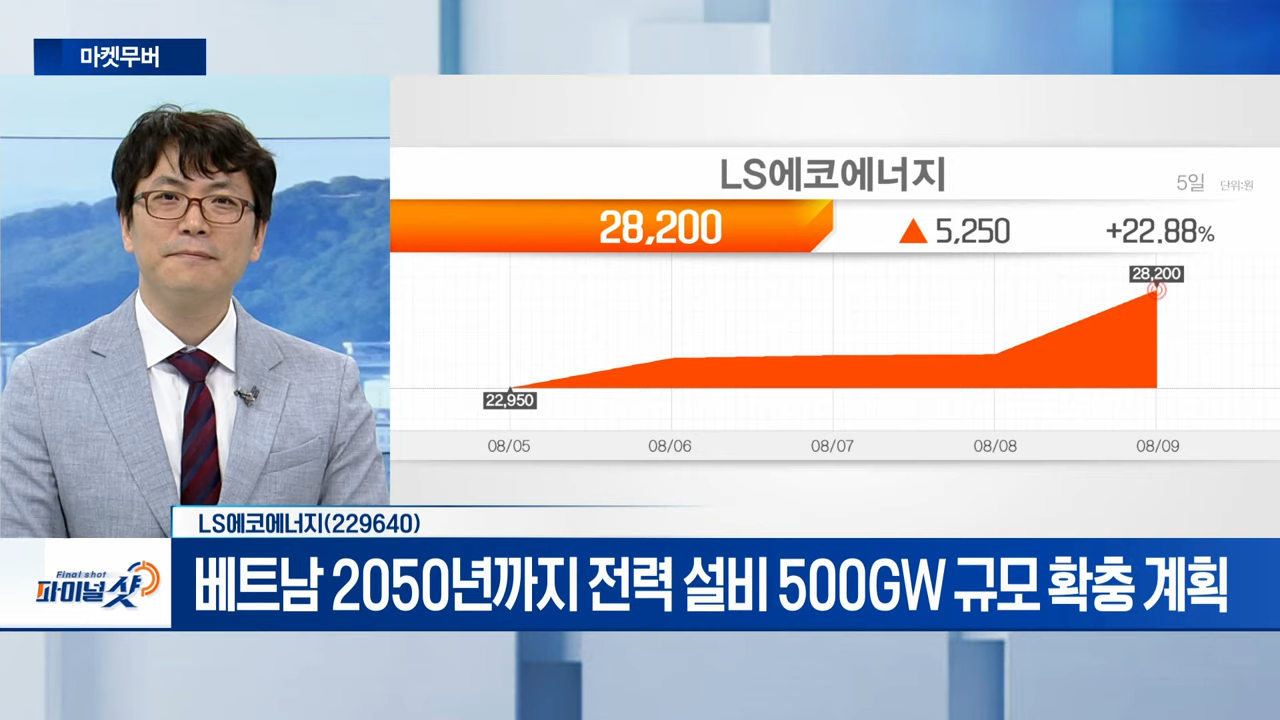 마켓무버
LS에코에너지
5일 단위:원
28,200 ▲ 5,250 +22.88%
28,200
22,950
08/05 08/06 08/07 08/08 08/09
LS에코에너지(229640)
Final shot
파이널샷
베트남 2050년까지 전력 설비 500GW 규모 확충 계획